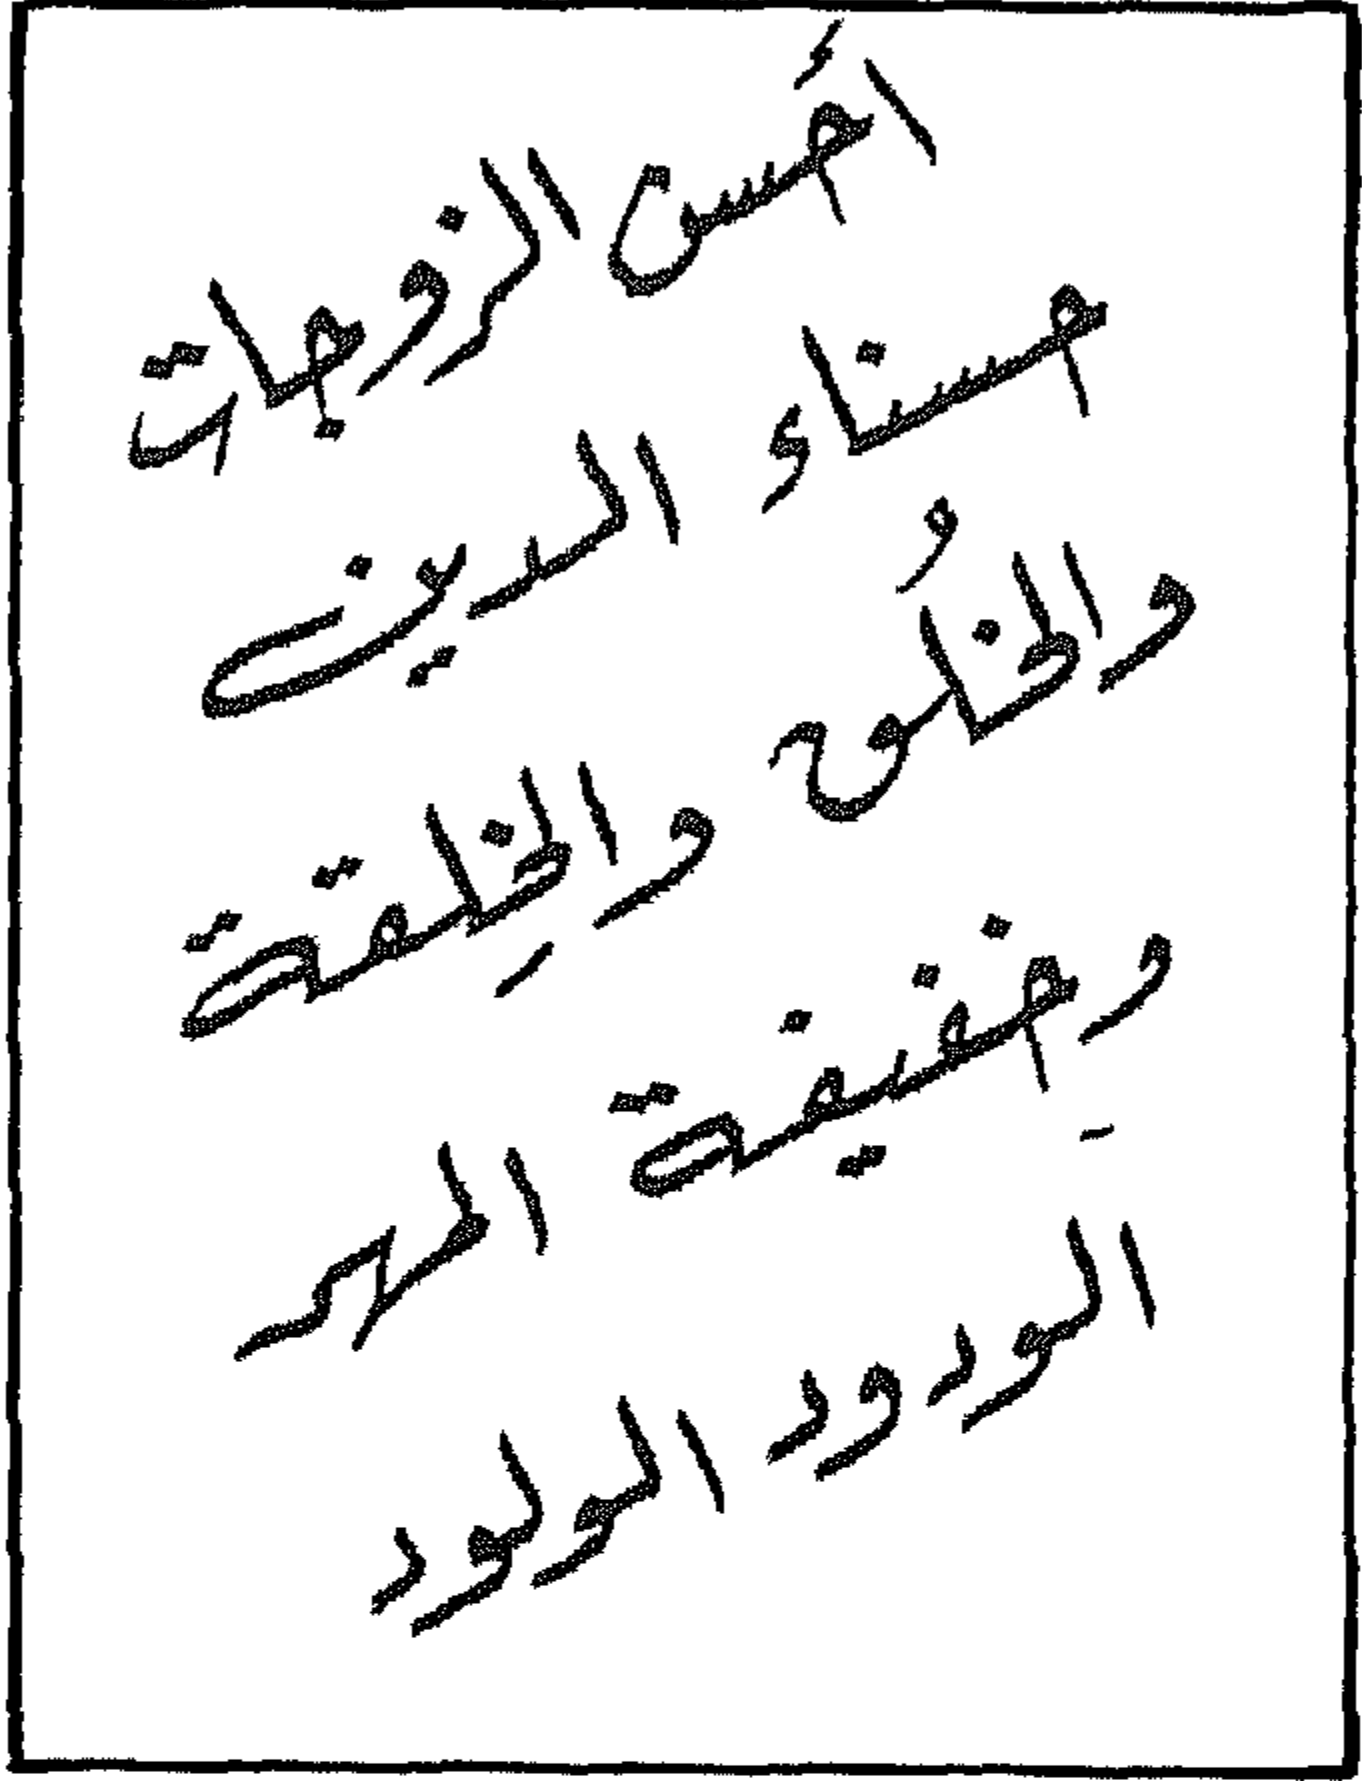 أحسن الزوجات
حسناء الدين
والخُلق والخِلقة
وخفيفة المهر
الودود الولود